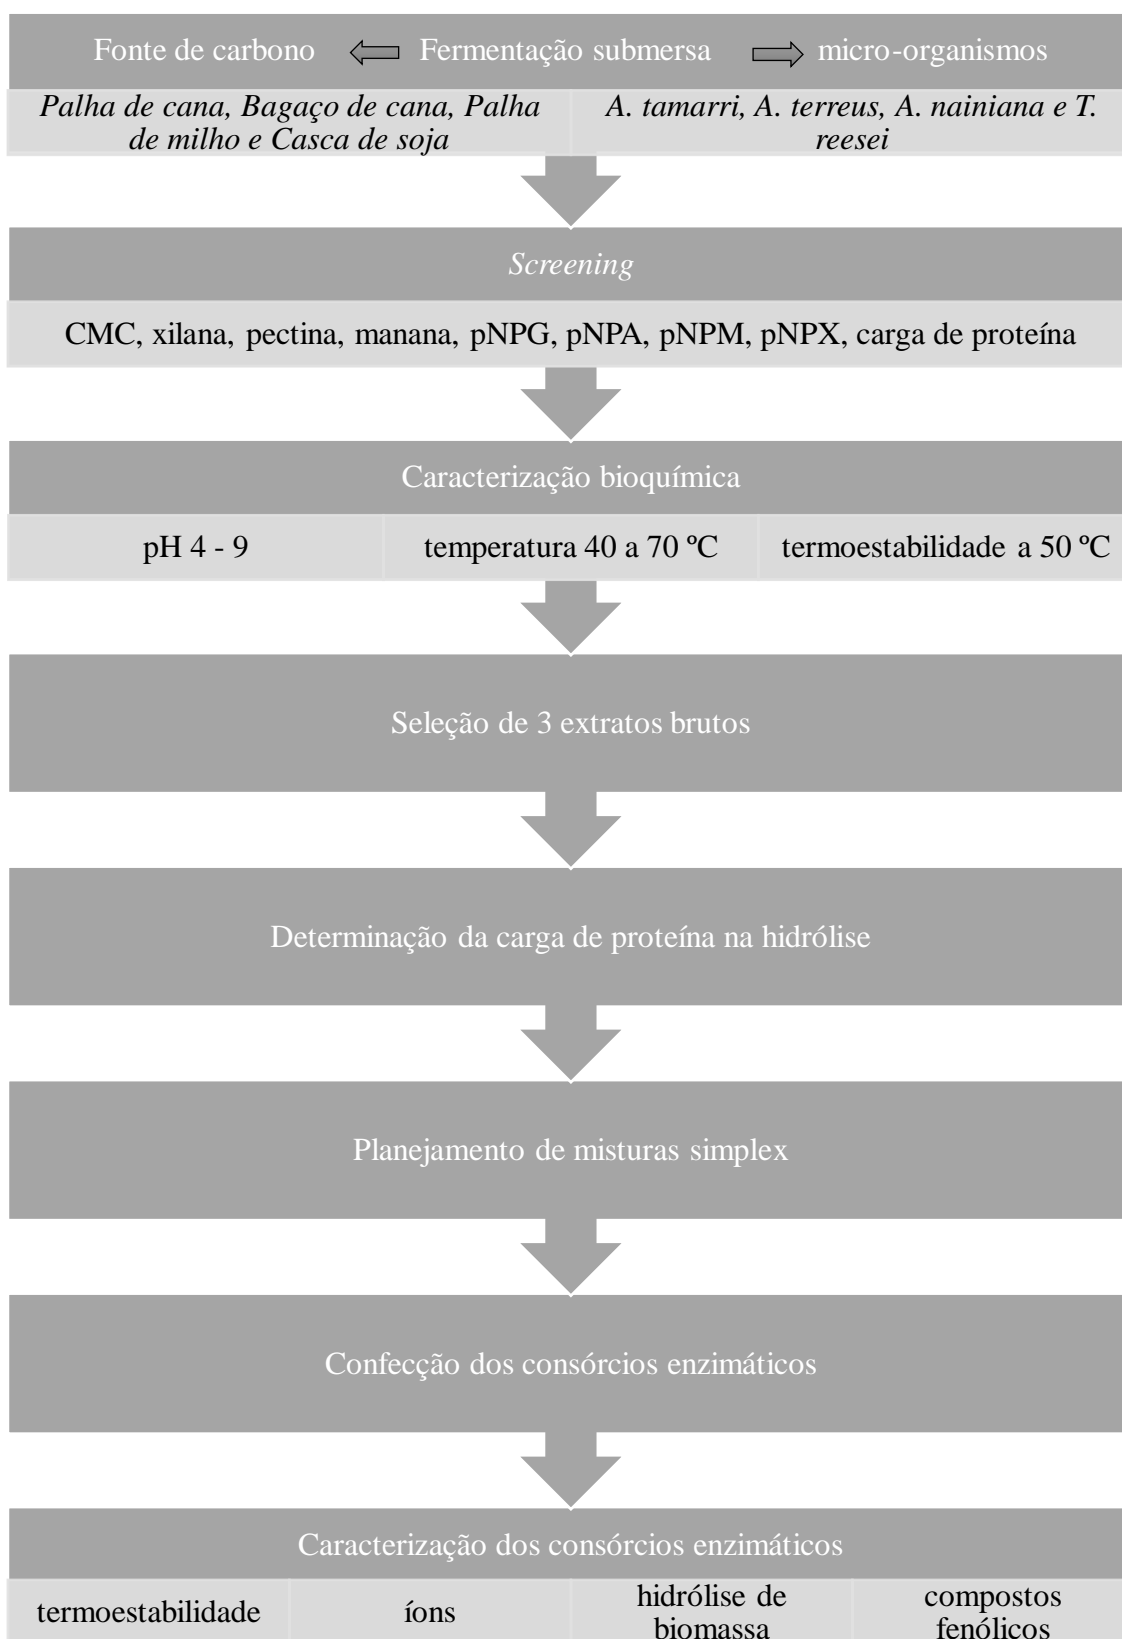 Fonte de carbono Fermentação submersa micro-organismos
Palha de cana, Bagaço de cana, Palha
de milho e Casca de soja
A. tamarri, A. terreus, A. nainiana e T.
reesei
Screening
CMC, xilana, pectina, manana, pNPG, pNPA, pNPM, pNPX, carga de proteína
Caracterização bioquímica
pH 4 - 9
temperatura 40 a 70 ºC
termoestabilidade a 50 ºC
Seleção de 3 extratos brutos
Determinação da carga de proteína na hidrólise
Planejamento de misturas simplex
Confecção dos consórcios enzimáticos
Caracterização dos consórcios enzimáticos
termoestabilidade
íons
hidrólise de
biomassa
compostos
fenólicos